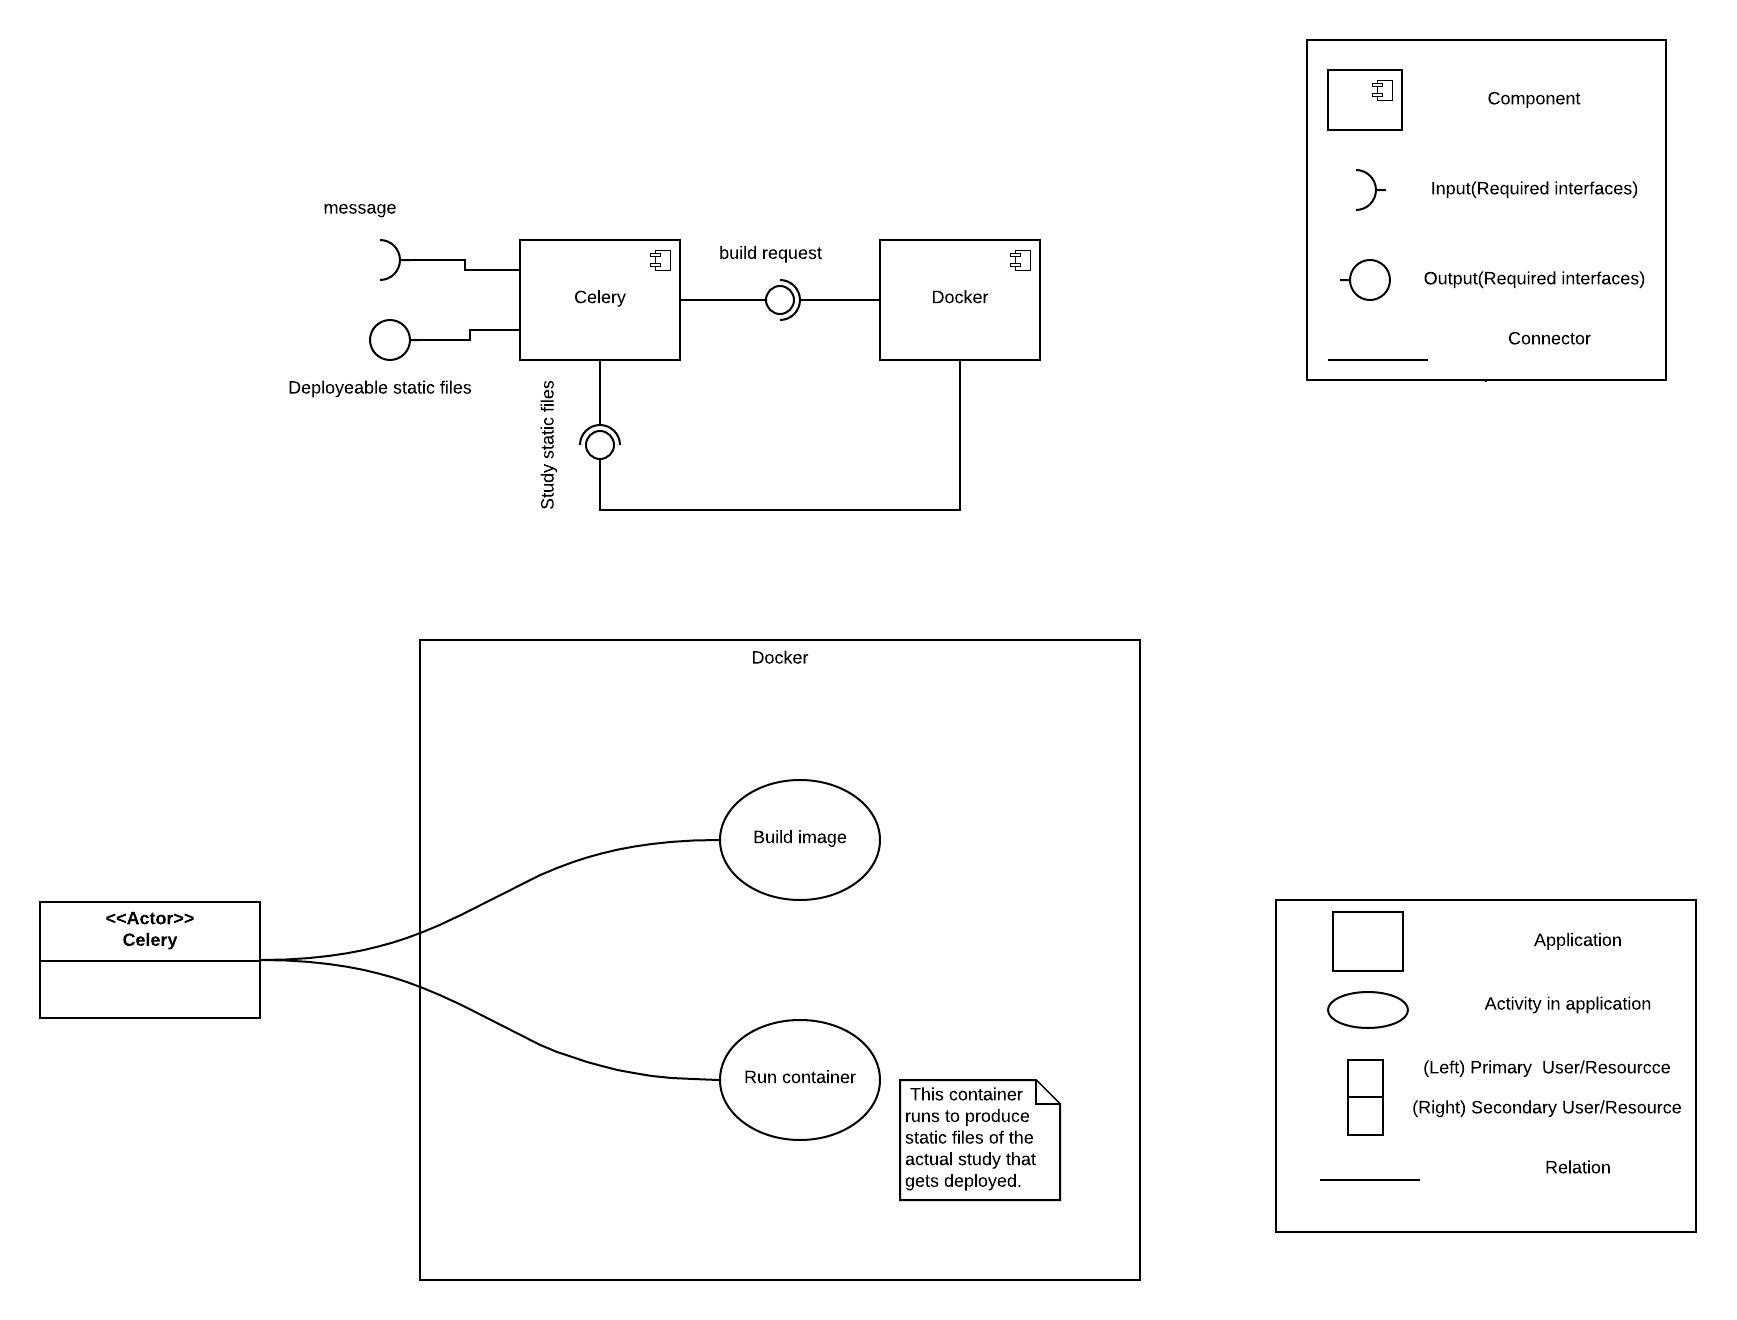 Component
Input(Required interfaces)
Output(Required interfaces)
Connector
message
build request
Celery
Docker
Deployeable static files
Study static files
Docker
Build image
<<Actor>>
Celery
Run container
This container
runs to produce
static files of the
actual study that
gets deployed.
Application
Activity in application
(Left) Primary  User/Resourcce
(Right) Secondary User/Resource
Relation